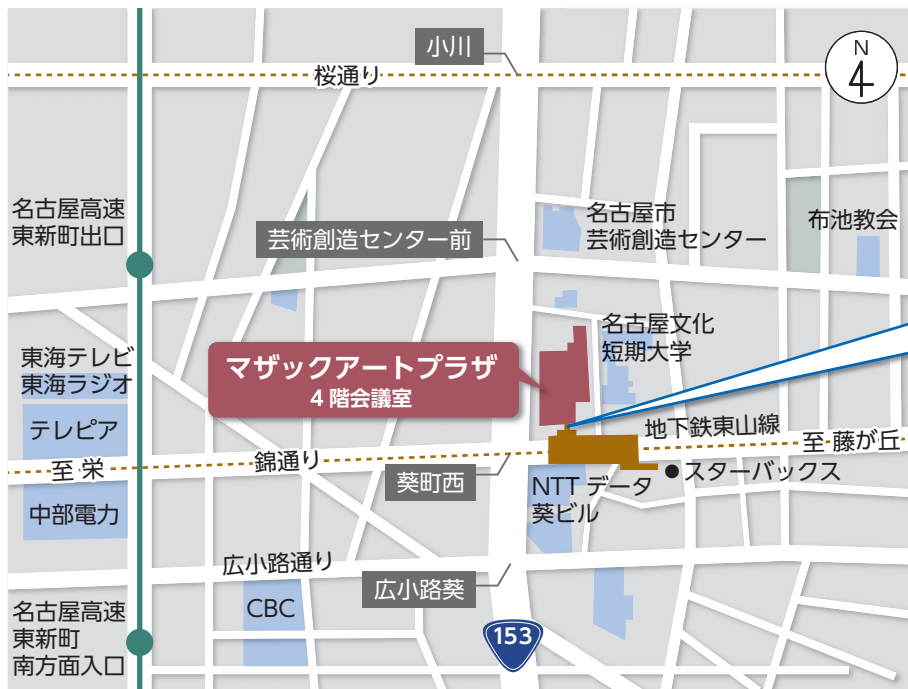 小川
N
桜通り
名古屋高速
東新町出口
芸術創造センター前
名古屋市
芸術創造センター
布池教会
東海テレビ
東海ラジオ
テレピア
マザックアートプラザ
4 階会議室
名古屋文化
短期大学
地下鉄東山線
至 藤が丘
至 栄
錦通り
葵町西
スターバックス
NTT データ
葵ビル
中部電力
広小路通り
広小路葵
CBC
名古屋高速
東新町
南方面入口
153